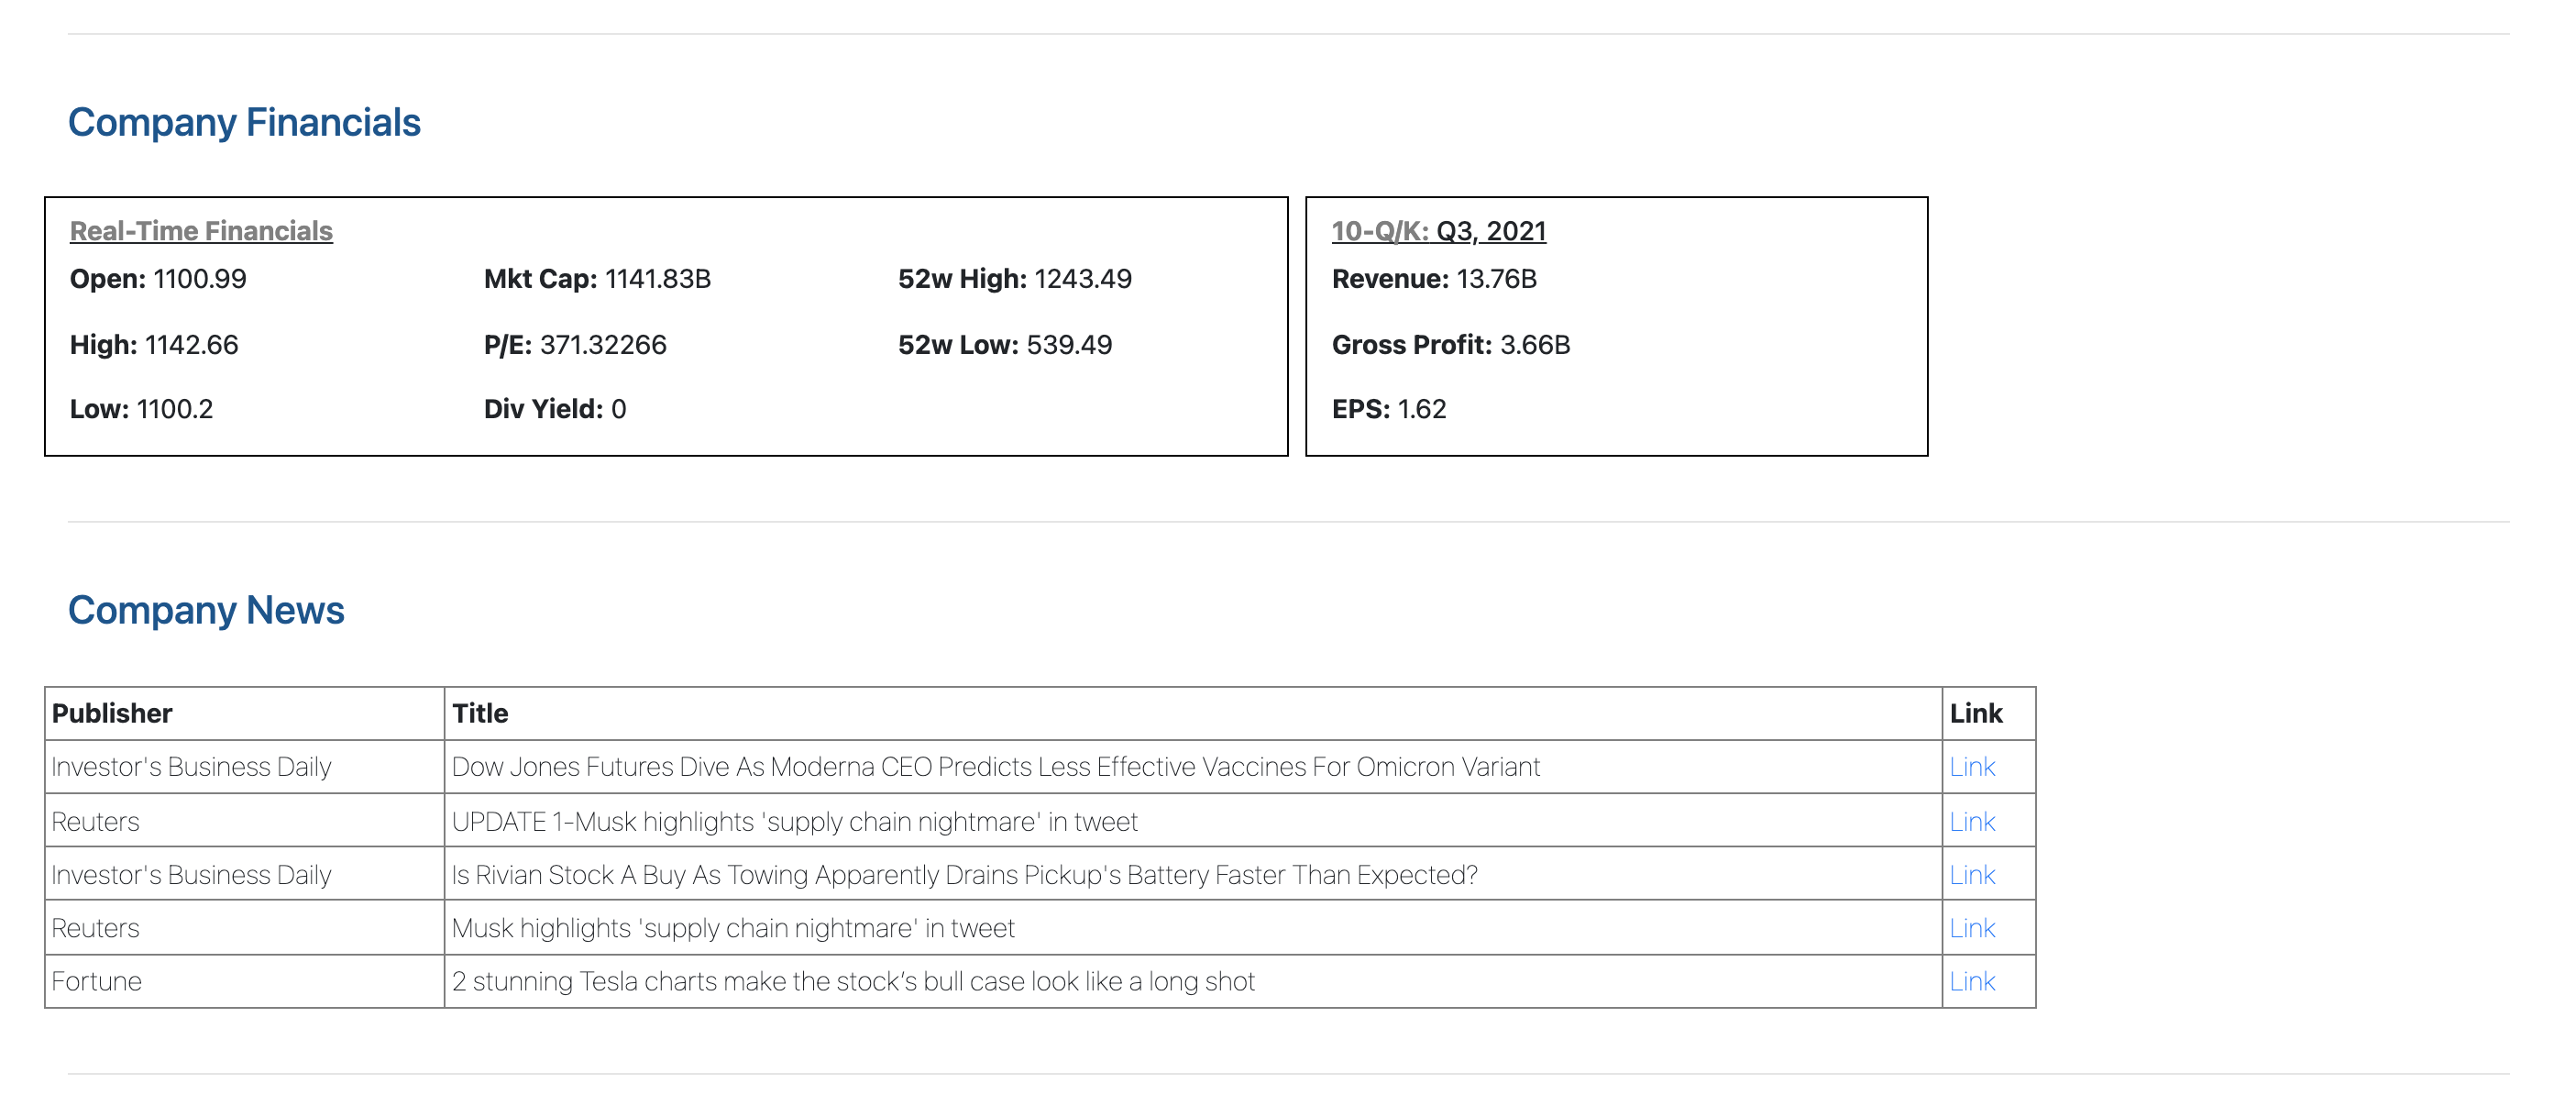 Company Financials
Real-Time Financials
Open: 1100.99 Mkt Cap: 1141.83B 52w High: 1243.49
High: 1142.66 P/E: 371.32266 52w Low: 539.49
Low: 1100.2 Div Yield: 0
10-Q/K: Q3, 2021
Revenue: 13.76B
Gross Profit: 3.66B
EPS: 1.62
Company News
Publisher Title Link
Investor's Business Daily Dow Jones Futures Dive As Moderna CEO Predicts Less Effective Vaccines For Omicron Variant Link
Reuters UPDATE 1-Musk highlights 'supply chain nightmare' in tweet Link
Investor's Business Daily Is Rivian Stock A Buy As Towing Apparently Drains Pickup's Battery Faster Than Expected? Link
Reuters Musk highlights 'supply chain nightmare' in tweet Link
Fortune 2 stunning Tesla charts make the stock’s bull case look like a long shot Link